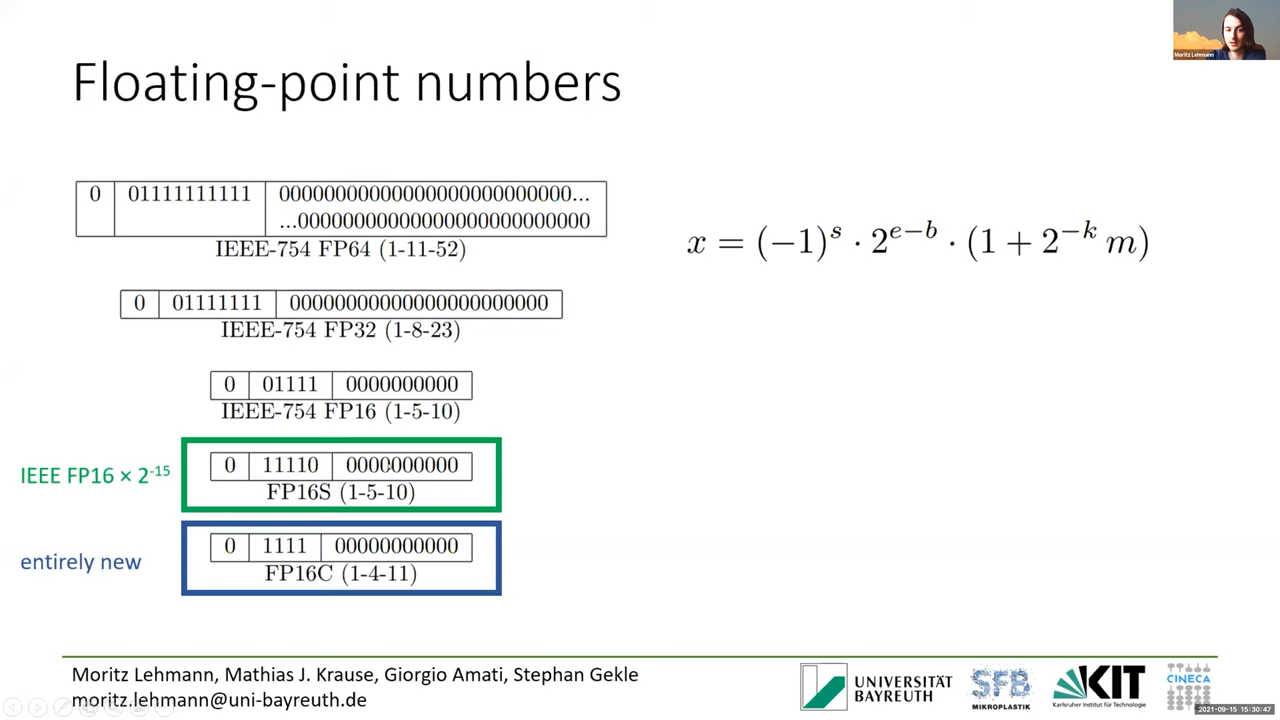 Moritz Lehmann
Floating-point numbers
0 01111111111 0000000000000000000000000000...
...000000000000000000000000
IEEE-754 FP64 (1-11-52)
0 01111111 00000000000000000000000
IEEE-754 FP32 (1-8-23)
0 01111 0000000000
IEEE-754 FP16 (1-5-10)
IEEE FP16 × 2⁻¹⁵
0 11110 0000000000
FP16S (1-5-10)
entirely new
0 1111 00000000000
FP16C (1-4-11)
x = (−1)ˢ · 2ᵉ⁻ᵇ · (1 + 2⁻ᵏ m)
Moritz Lehmann, Mathias J. Krause, Giorgio Amati, Stephan Gekle
moritz.lehmann@uni-bayreuth.de
UNIVERSITÄT
BAYREUTH
SFB
MIKROPLASTIK
KIT
Karlsruher Institut für Technologie
CINECA
2021-09-15 15:30:47